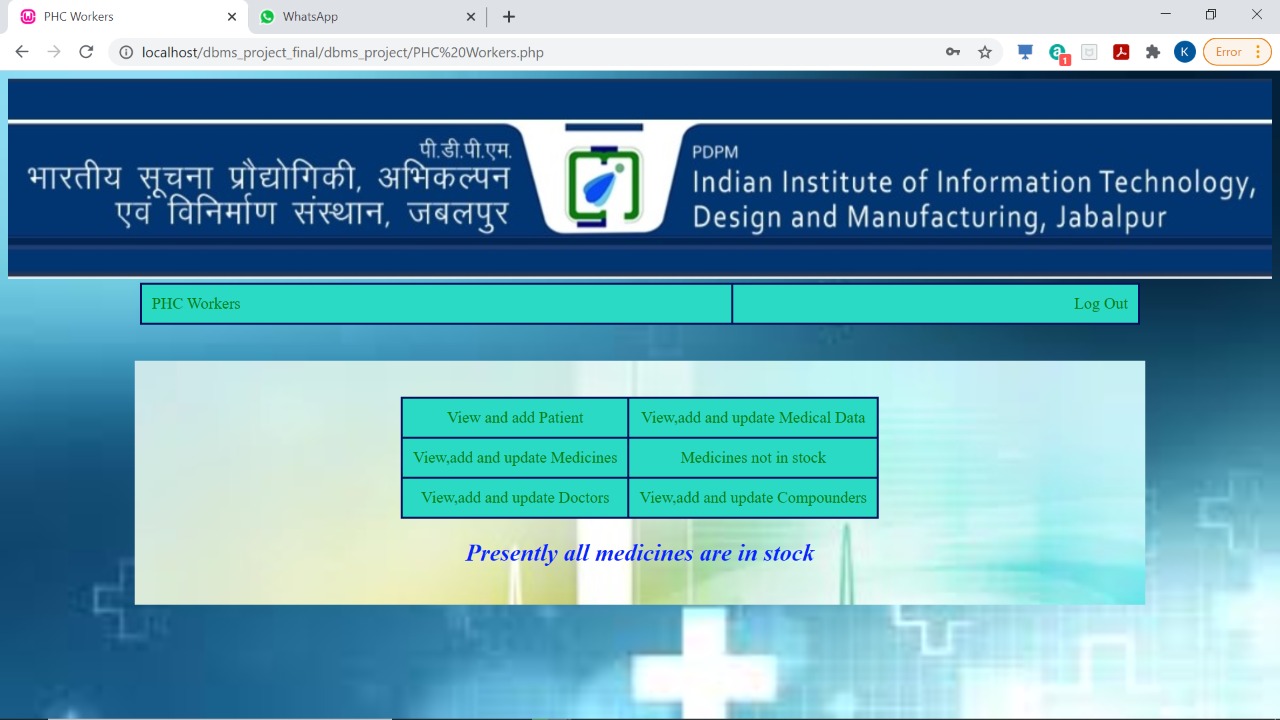 PHC Workers
WhatsApp
localhost/dbms_project_final/dbms_project/PHC%20Workers.php
1
K
Error
पी.डी.पी.एम.
भारतीय सूचना प्रौद्योगिकी, अभिकल्पन
एवं विनिर्माण संस्थान, जबलपुर
PDPM
Indian Institute of Information Technology,
Design and Manufacturing, Jabalpur
PHC Workers
Log Out
View and add Patient
View,add and update Medical Data
View,add and update Medicines
Medicines not in stock
View,add and update Doctors
View,add and update Compounders
Presently all medicines are in stock